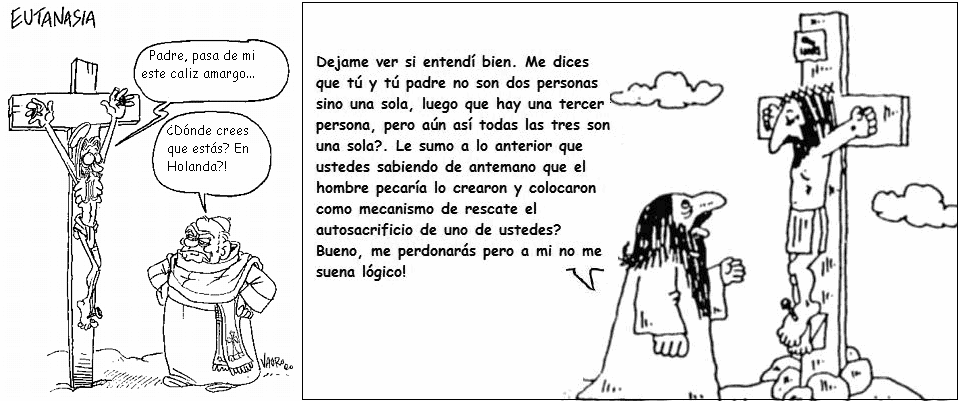 EUTANASIA
Padre, pasa de mi
este caliz amargo...
¿Dónde crees
que estás? En
Holanda?!
Dejame ver si entendí bien. Me dices
que tú y tú padre no son dos personas
sino una sola, luego que hay una tercer
persona, pero aún así todas las tres son
una sola?. Le sumo a lo anterior que
ustedes sabiendo de antemano que el
hombre pecaría lo crearon y colocaron
como mecanismo de rescate el
autosacrificio de uno de ustedes?
Bueno, me perdonarás pero a mi no me
suena lógico!